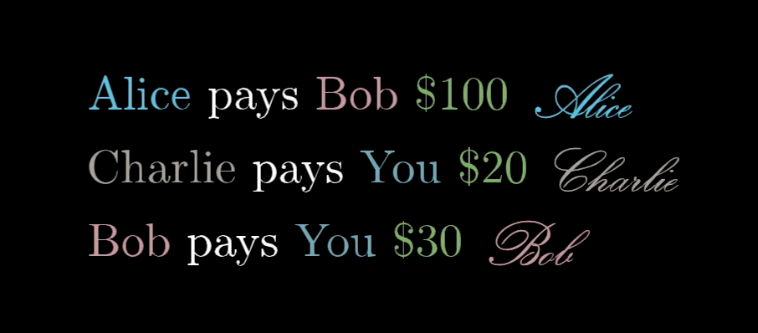 Alice pays Bob $100 Alice
Charlie pays You $20 Charlie
Bob pays You $30 Bob